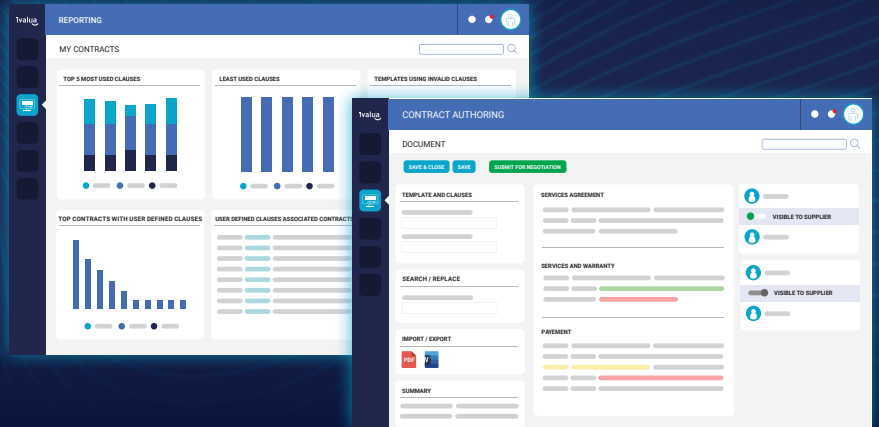 ivalua
REPORTING
MY CONTRACTS
TOP 5 MOST USED CLAUSES
LEAST USED CLAUSES
TEMPLATES USING INVALID CLAUSES
TOP CONTRACTS WITH USER DEFINED CLAUSES
USER DEFINED CLAUSES ASSOCIATED CONTRACTS
ivalua
CONTRACT AUTHORING
DOCUMENT
SAVE & CLOSE
SAVE
SUBMIT FOR NEGOTIATION
TEMPLATE AND CLAUSES
SEARCH / REPLACE
IMPORT / EXPORT
PDF
W
SUMMARY
SERVICES AGREEMENT
SERVICES AND WARRANTY
PAYEMENT
VISIBLE TO SUPPLIER
VISIBLE TO SUPPLIER